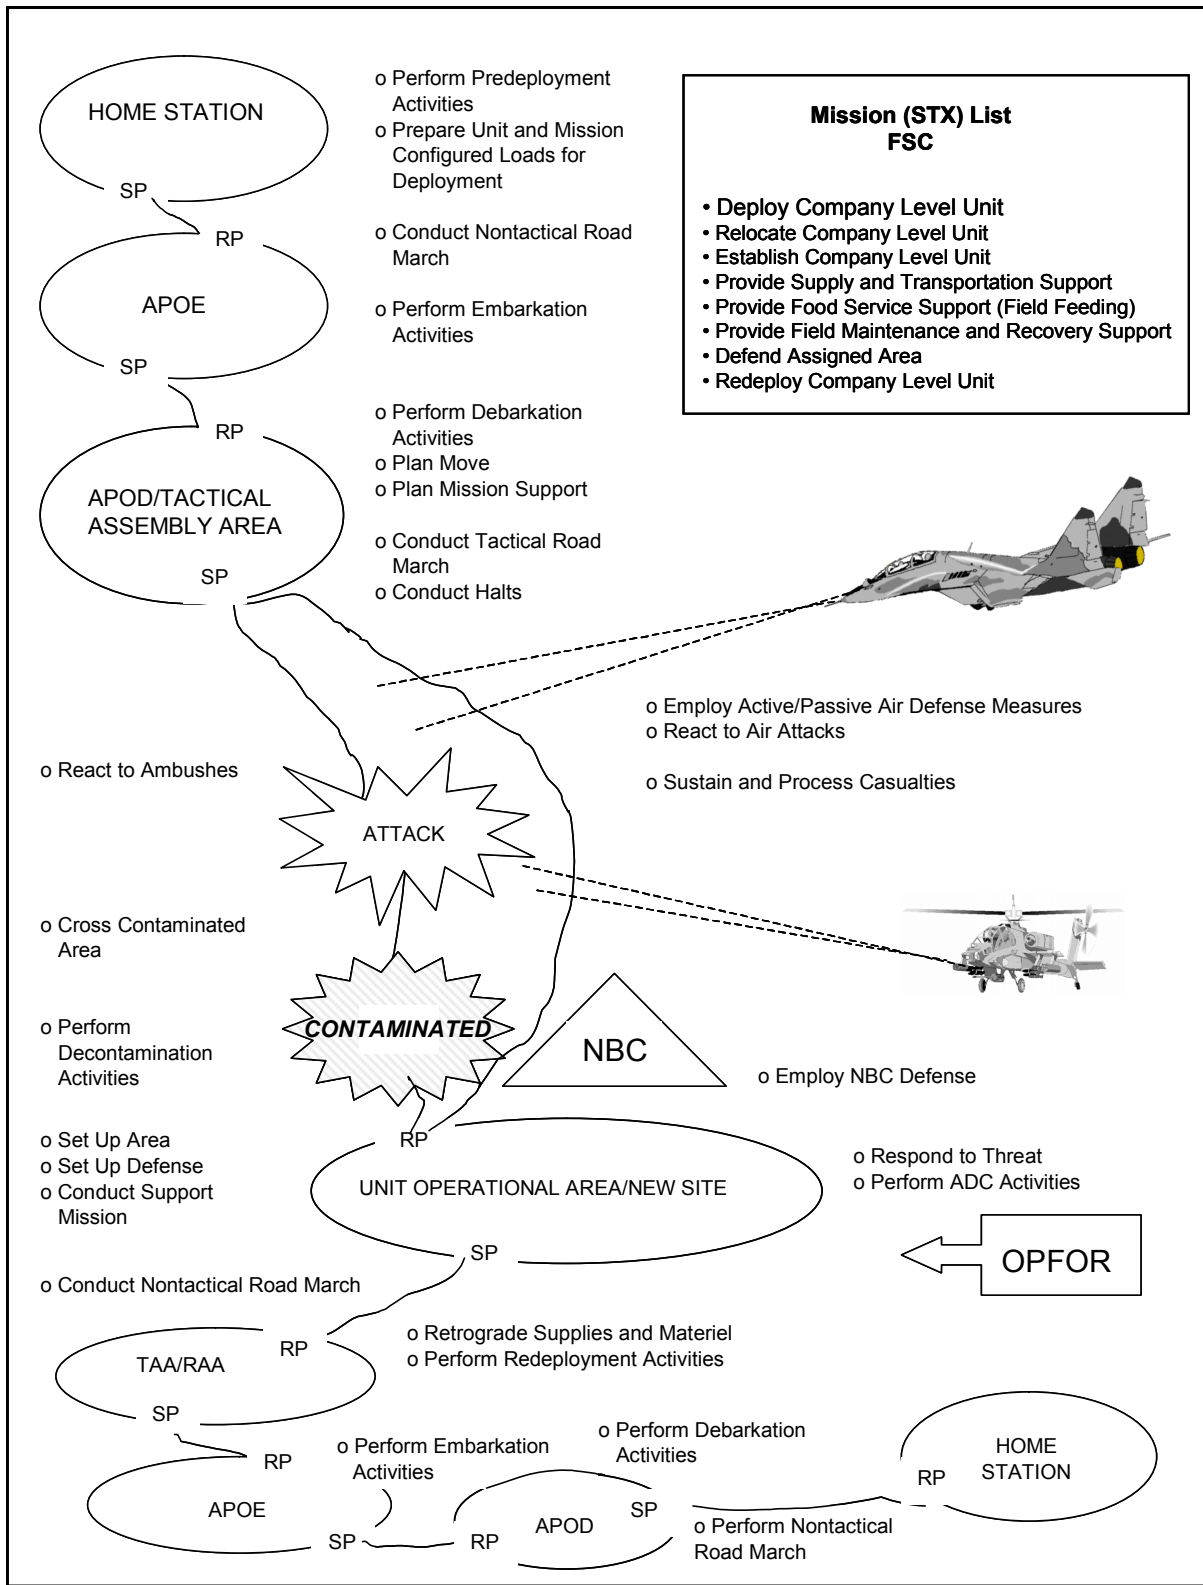 HOME STATION
SP
o Perform Predeployment
Activities
o Prepare Unit and Mission
Configured Loads for
Deployment
Mission (STX) List
FSC
• Deploy Company Level Unit
• Relocate Company Level Unit
• Establish Company Level Unit
• Provide Supply and Transportation Support
• Provide Food Service Support (Field Feeding)
• Provide Field Maintenance and Recovery Support
• Defend Assigned Area
• Redeploy Company Level Unit
RP
APOE
SP
o Conduct Nontactical Road
March
o Perform Embarkation
Activities
RP
APOD/TACTICAL
ASSEMBLY AREA
SP
o Perform Debarkation
Activities
o Plan Move
o Plan Mission Support
o Conduct Tactical Road
March
o Conduct Halts
o Employ Active/Passive Air Defense Measures
o React to Air Attacks
o Sustain and Process Casualties
o React to Ambushes
ATTACK
o Cross Contaminated
Area
CONTAMINATED
o Perform
Decontamination
Activities
NBC
o Employ NBC Defense
o Set Up Area
o Set Up Defense
o Conduct Support
Mission
RP
UNIT OPERATIONAL AREA/NEW SITE
SP
o Respond to Threat
o Perform ADC Activities
OPFOR
o Conduct Nontactical Road March
RP
TAA/RAA
SP
o Retrograde Supplies and Materiel
o Perform Redeployment Activities
RP
APOE
SP
o Perform Embarkation
Activities
RP
APOD
SP
o Perform Debarkation
Activities
o Perform Nontactical
Road March
RP
HOME
STATION